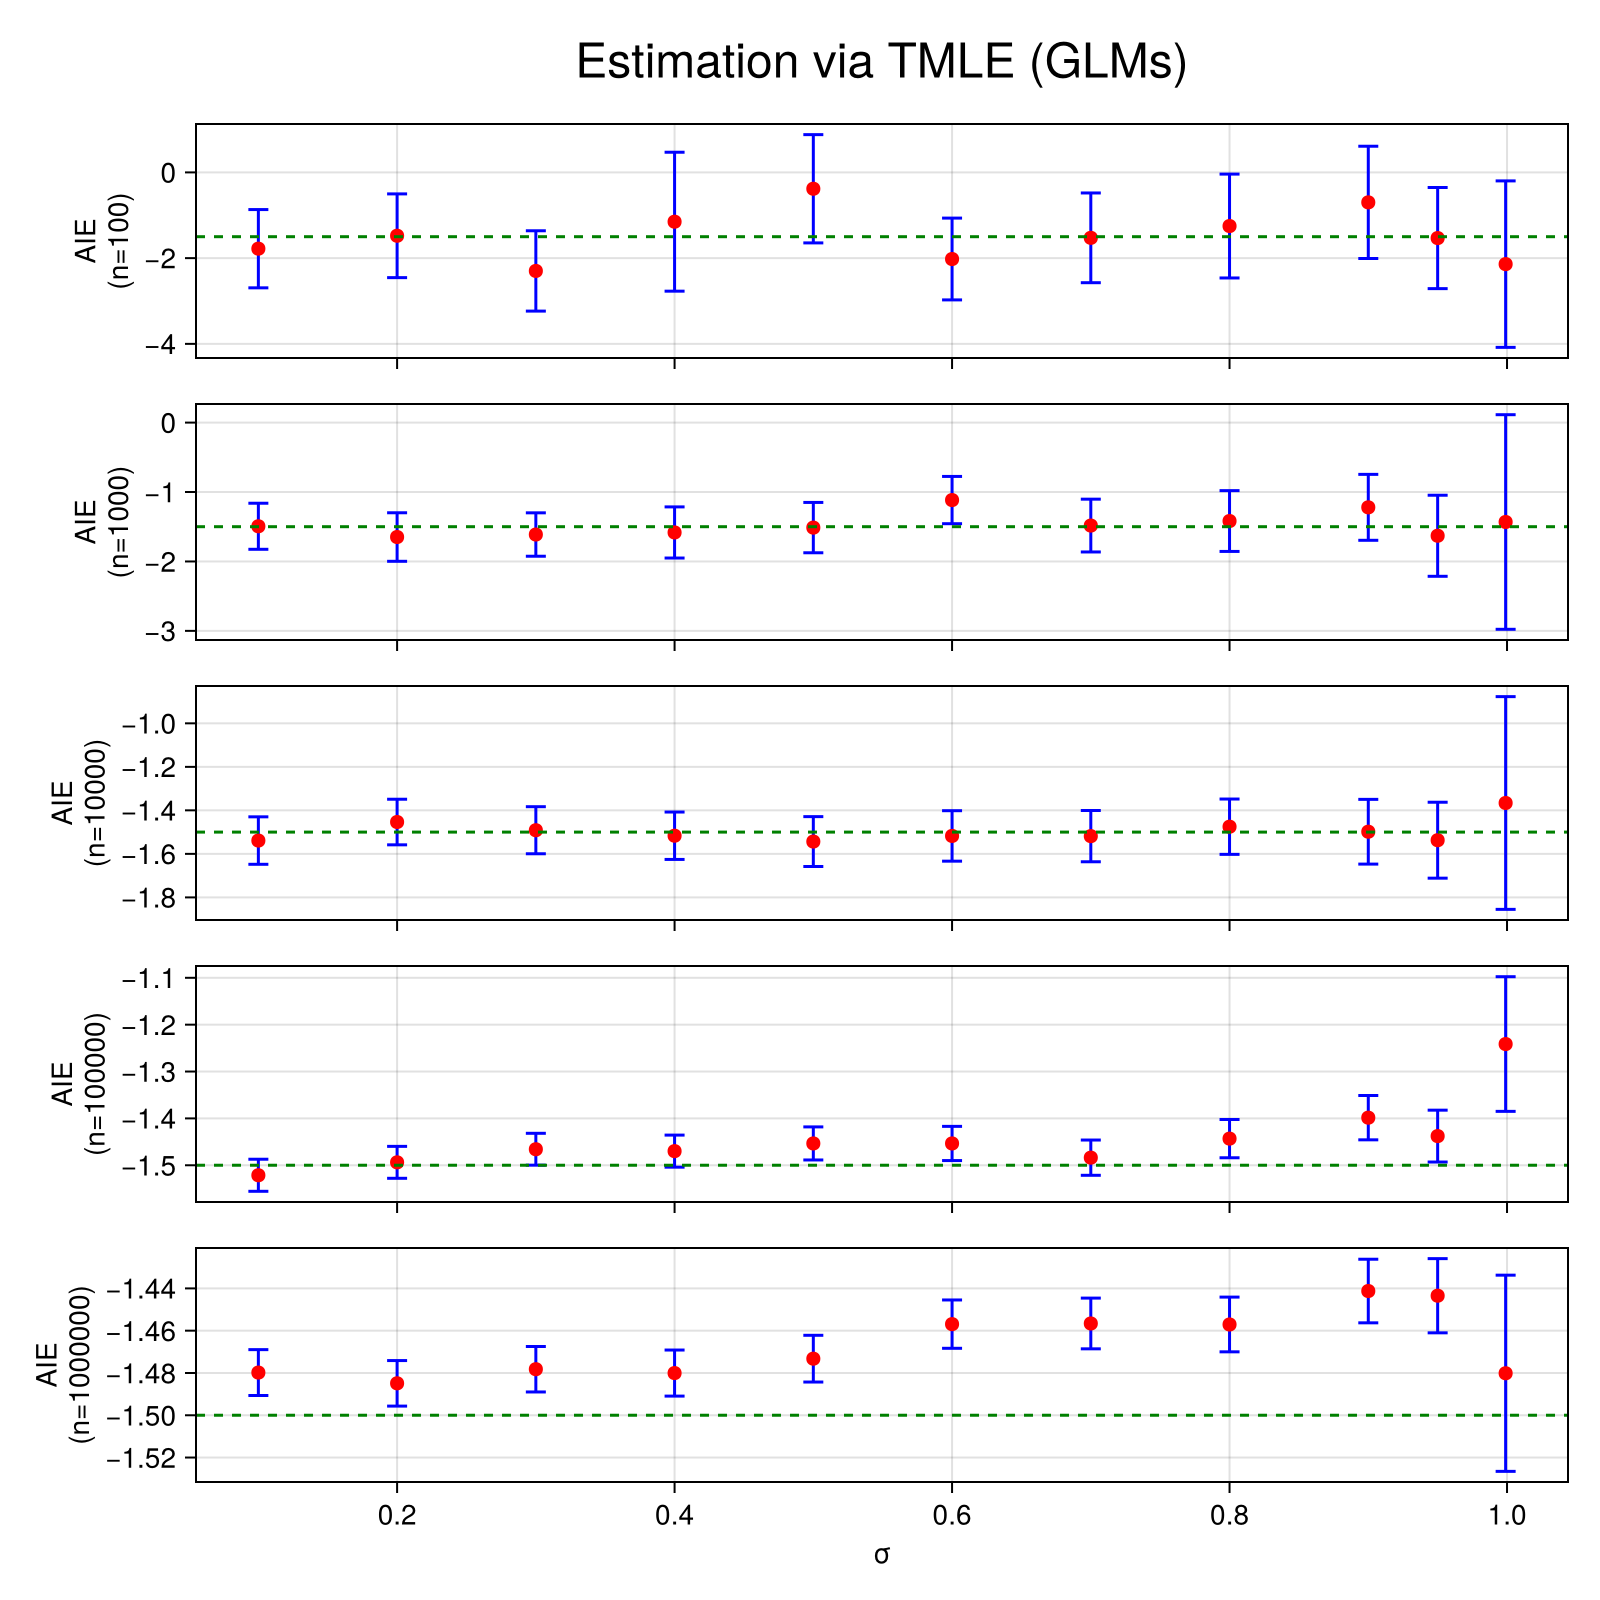 Estimation via TMLE (GLMs)
AIE
(n=100)
0
−2
−4
AIE
(n=1000)
0
−1
−2
−3
AIE
(n=10000)
−1.0
−1.2
−1.4
−1.6
−1.8
AIE
(n=100000)
−1.1
−1.2
−1.3
−1.4
−1.5
AIE
(n=1000000)
−1.44
−1.46
−1.48
−1.50
−1.52
0.2 0.4 0.6 0.8 1.0
σ